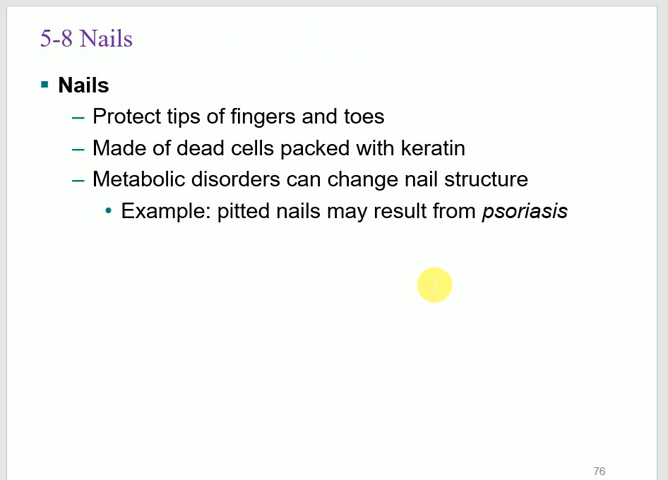 5-8 Nails
▪ Nails
– Protect tips of fingers and toes
– Made of dead cells packed with keratin
– Metabolic disorders can change nail structure
• Example: pitted nails may result from psoriasis
76